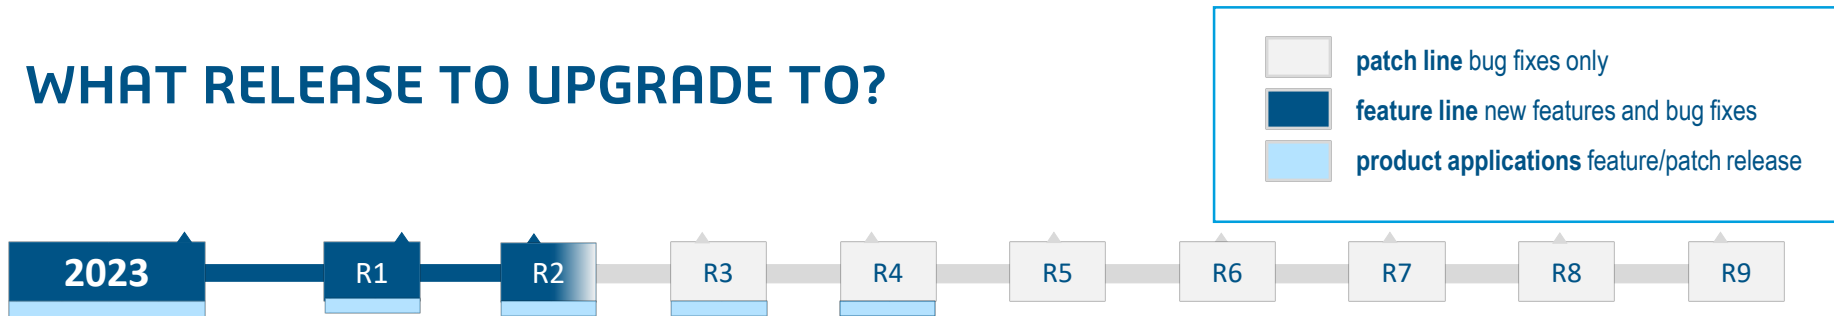 WHAT RELEASE TO UPGRADE TO?
patch line bug fixes only
feature line new features and bug fixes
product applications feature/patch release
2023 R1 R2 R3 R4 R5 R6 R7 R8 R9